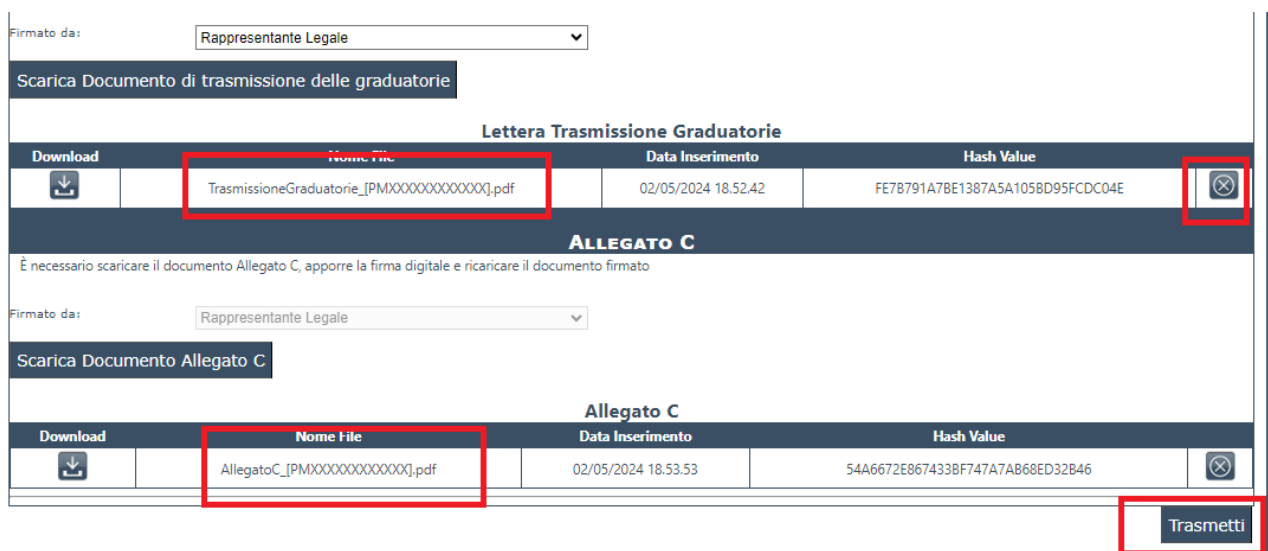 Firmato da: Rappresentante Legale
Scarica Documento di trasmissione delle graduatorie
Lettera Trasmissione Graduatorie
Download Nome File Data Inserimento Hash Value
TrasmissioneGraduatorie_[PMXXXXXXXXXXXX].pdf 02/05/2024 18.52.42 FE7B791A7BE1387A5A105BD95FCDC04E
ALLEGATO C
È necessario scaricare il documento Allegato C, apporre la firma digitale e ricaricare il documento firmato
Firmato da: Rappresentante Legale
Scarica Documento Allegato C
Allegato C
Download Nome File Data Inserimento Hash Value
AllegatoC_[PMXXXXXXXXXXXX].pdf 02/05/2024 18.53.53 54A6672E867433BF747A7AB68ED32B46
Trasmetti